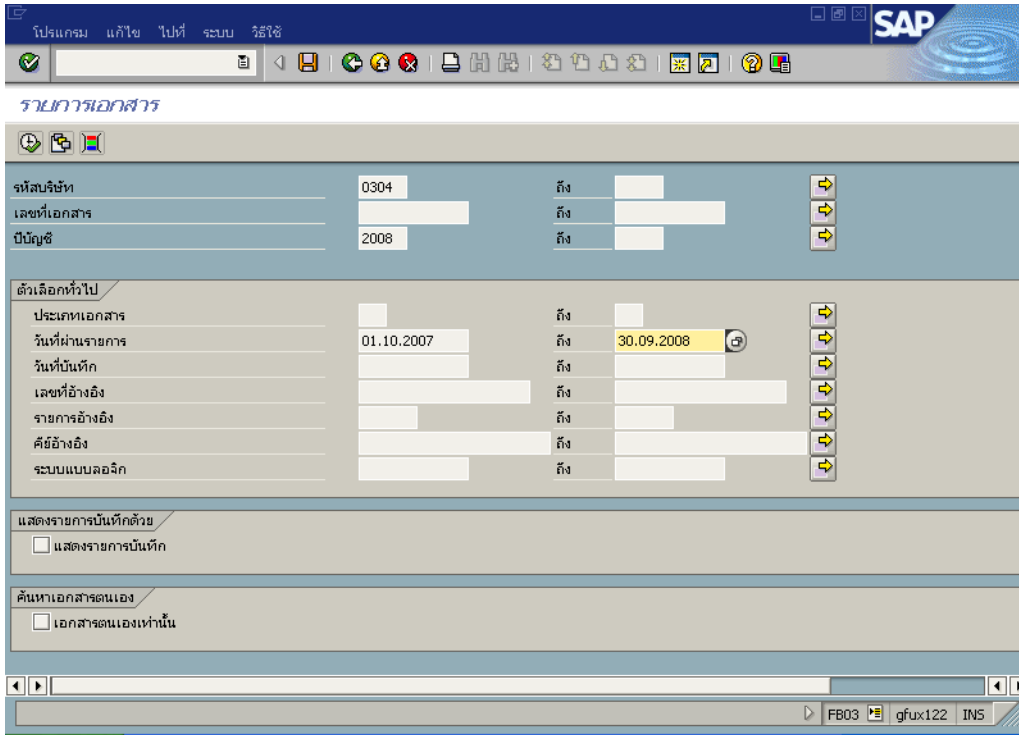 โปรแกรม แก้ไข ไปที่ ระบบ วิธีใช้
SAP
รายการเอกสาร
รหัสบริษัท 0304 ถึง
เลขที่เอกสาร ถึง
ปีบัญชี 2008 ถึง
ตัวเลือกทั่วไป
ประเภทเอกสาร ถึง
วันที่ผ่านรายการ 01.10.2007 ถึง 30.09.2008
วันที่บันทึก ถึง
เลขที่อ้างอิง ถึง
รายการอ้างอิง ถึง
คีย์อ้างอิง ถึง
ระบบแบบลอจิก ถึง
แสดงรายการบันทึกด้วย
แสดงรายการบันทึก
ค้นหาเอกสารตนเอง
เอกสารตนเองเท่านั้น
FB03 gfux122 INS